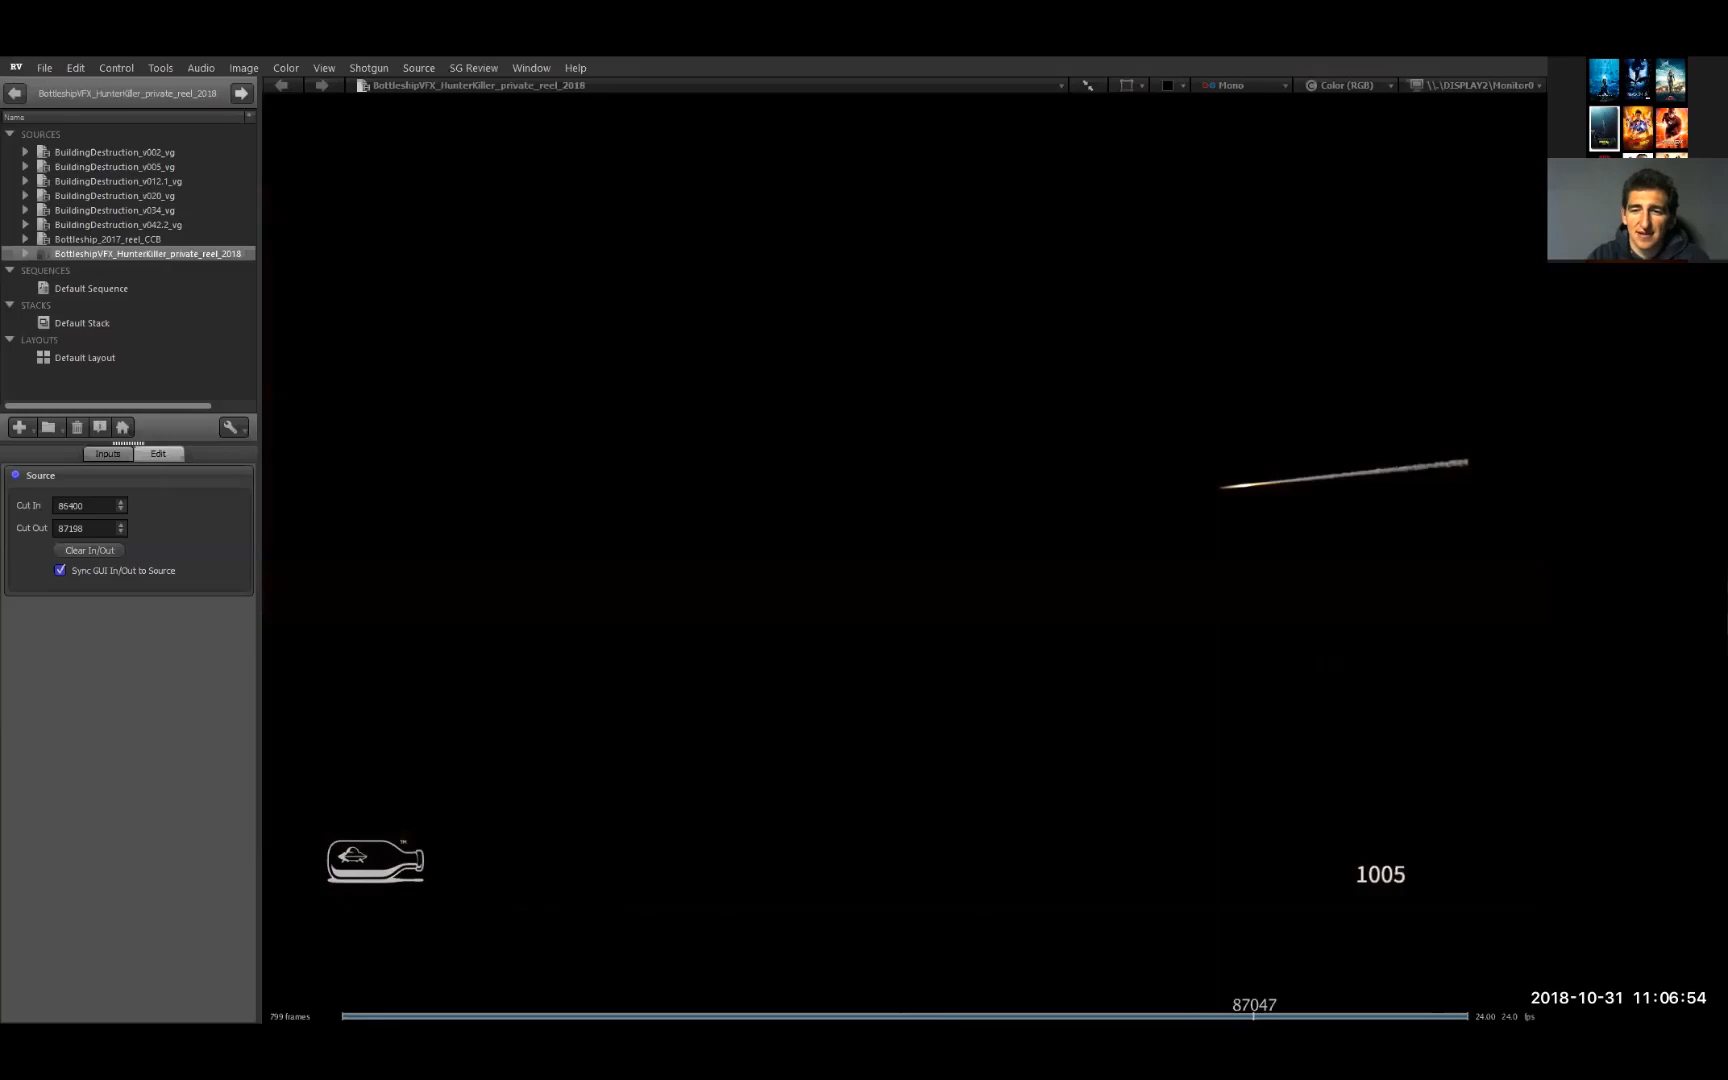 RV File Edit Control Tools Audio Image Color View Shotgun Source SG Review Window Help
BottleshipVFX_HunterKiller_private_reel_2018
BottleshipVFX_HunterKiller_private_reel_2018
Mono
Color (RGB)
\\.\DISPLAY2\Monitor0
Name
SOURCES
BuildingDestruction_v002_vg
BuildingDestruction_v005_vg
BuildingDestruction_v012.1_vg
BuildingDestruction_v020_vg
BuildingDestruction_v034_vg
BuildingDestruction_v042.2_vg
Bottleship_2017_reel_CCB
BottleshipVFX_HunterKiller_private_reel_2018
SEQUENCES
Default Sequence
STACKS
Default Stack
LAYOUTS
Default Layout
Inputs Edit
Source
Cut In 86400
Cut Out 87198
Clear In/Out
Sync GUI In/Out to Source
TM
1005
2018-10-31 11:06:54
87047
799 frames
24.00 24.0 fps